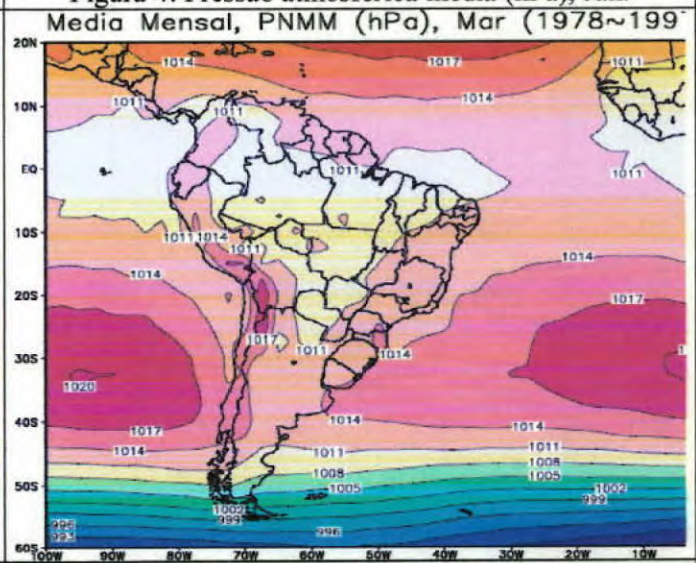 Media Mensal, PNMM (hPa), Mar (1978~199
20N
1014 1017 1011
10N
1011 1011 1014
EQ
1011 1011
10S
1011 1014 1011
1014 1014
20S
1017
1017 1011 1014
30S
1020
40S
1017 1014 1014
1014 1011 1011
1008 1008
50S
1005 1005
1002 1002
999 999
996 996
993
60S
100W 90W 80W 70W 60W 50W 40W 30W 20W 10W